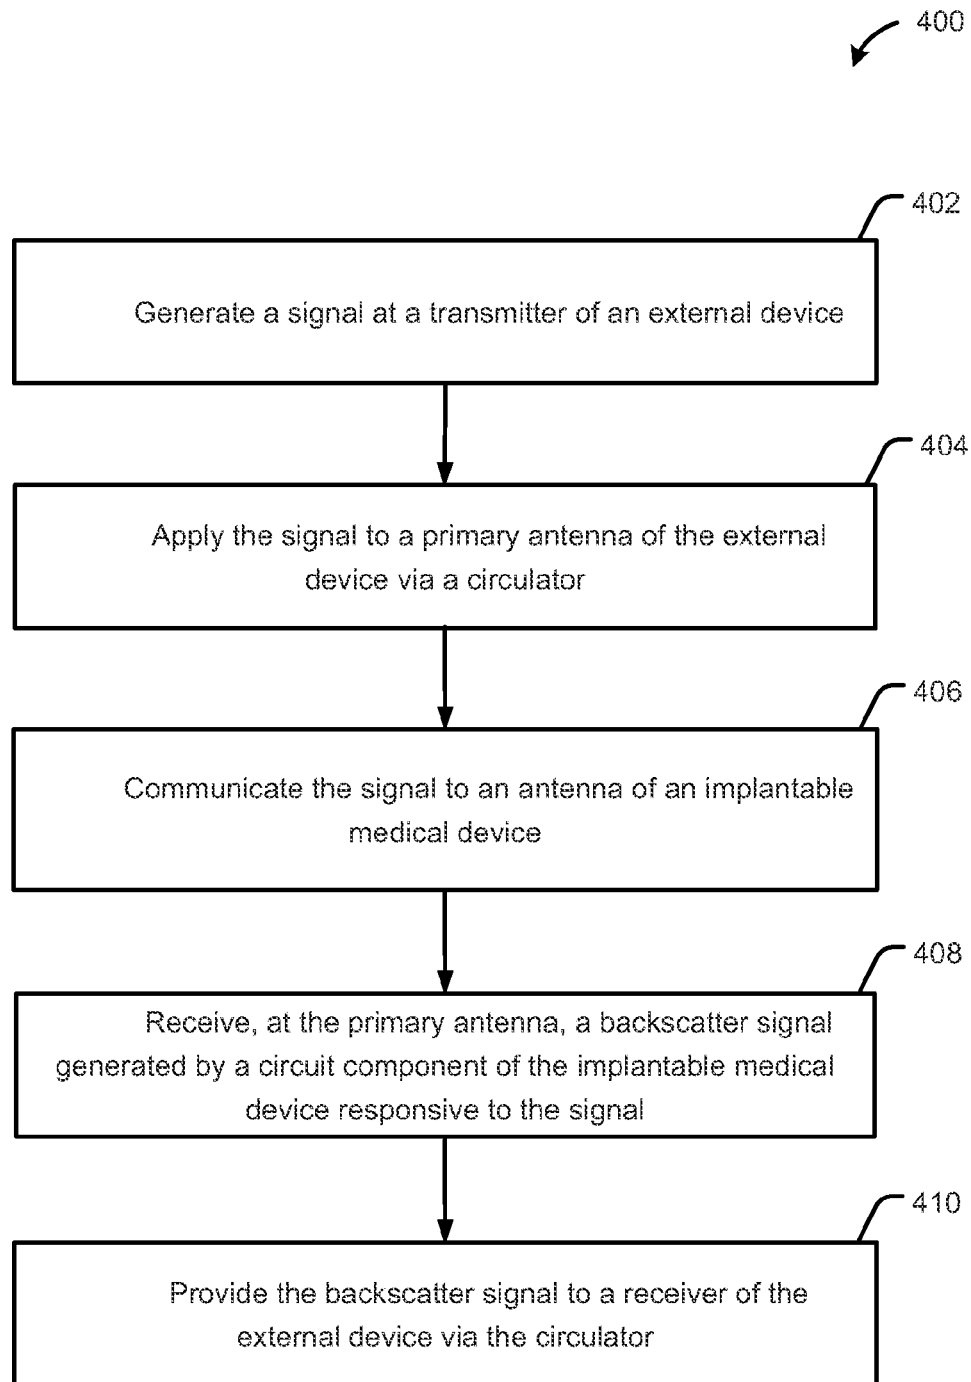 400
402
Generate a signal at a transmitter of an external device
404
Apply the signal to a primary antenna of the external
device via a circulator
406
Communicate the signal to an antenna of an implantable
medical device
408
Receive, at the primary antenna, a backscatter signal
generated by a circuit component of the implantable medical
device responsive to the signal
410
Provide the backscatter signal to a receiver of the
external device via the circulator